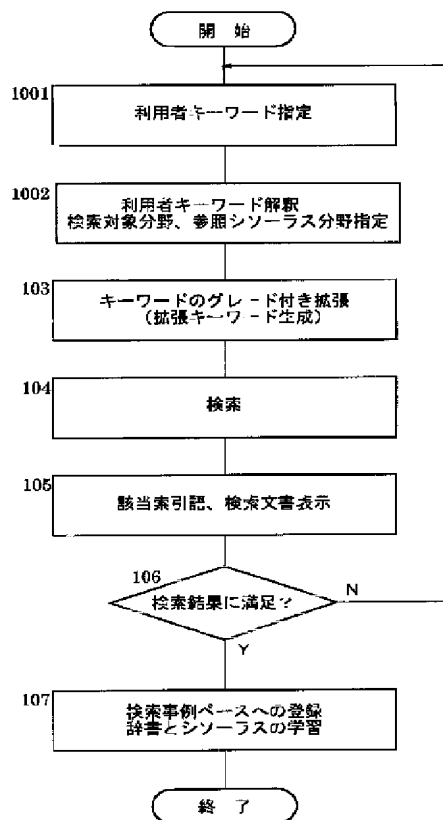 開 始
1001
利用者キーワード指定
1002
利用者キーワード解釈
検索対象分野、参照シソーラス分野指定
103
キーワードのグレード付き拡張
(拡張キーワード生成)
104
検索
105
該当索引語、検索文書表示
106
検索結果に満足?
N
Y
107
検索事例ベースへの登録
辞書とシソーラスの学習
終 了